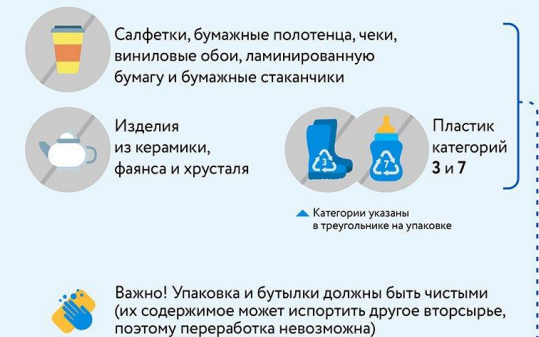 Салфетки, бумажные полотенца, чеки,
виниловые обои, ламинированную
бумагу и бумажные стаканчики
Изделия
из керамики,
фаянса и хрусталя
3
7
Пластик
категорий
3 и 7
Категории указаны
в треугольнике на упаковке
Важно! Упаковка и бутылки должны быть чистыми
(их содержимое может испортить другое вторсырье,
поэтому переработка невозможна)